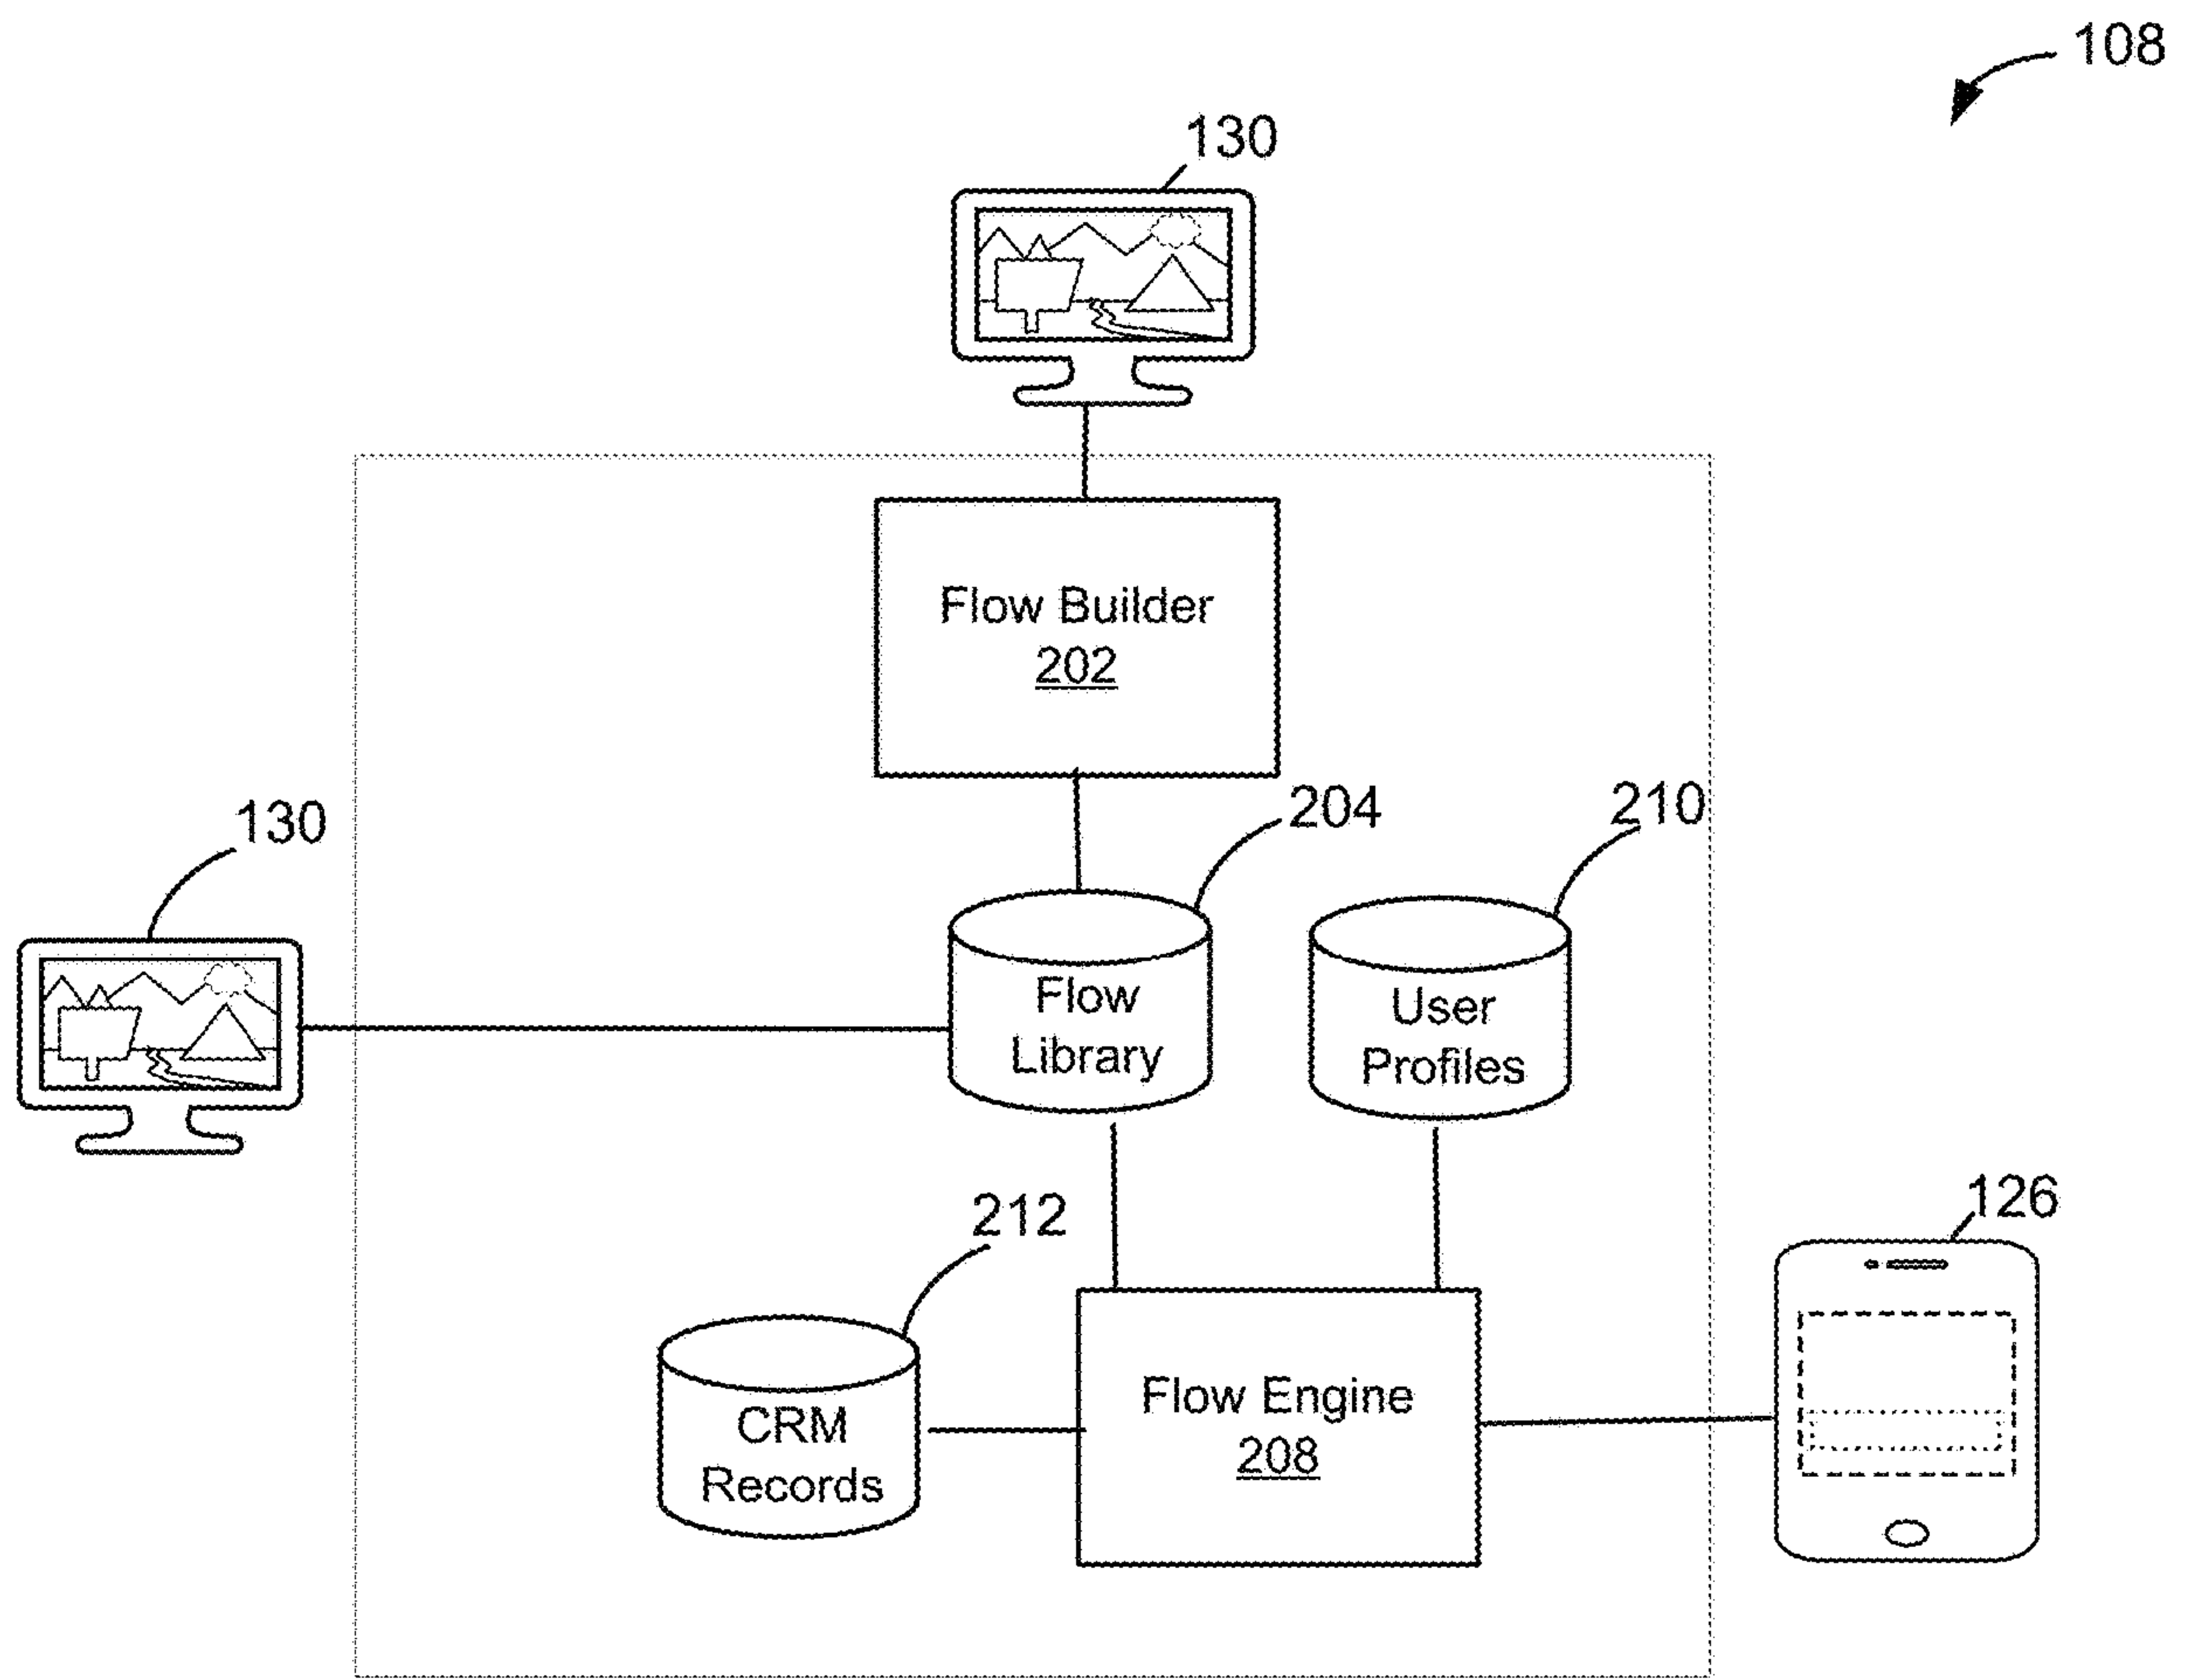 108
130
Flow Builder
202
204
210
130
Flow
Library
User
Profiles
212
126
CRM
Records
Flow Engine
208